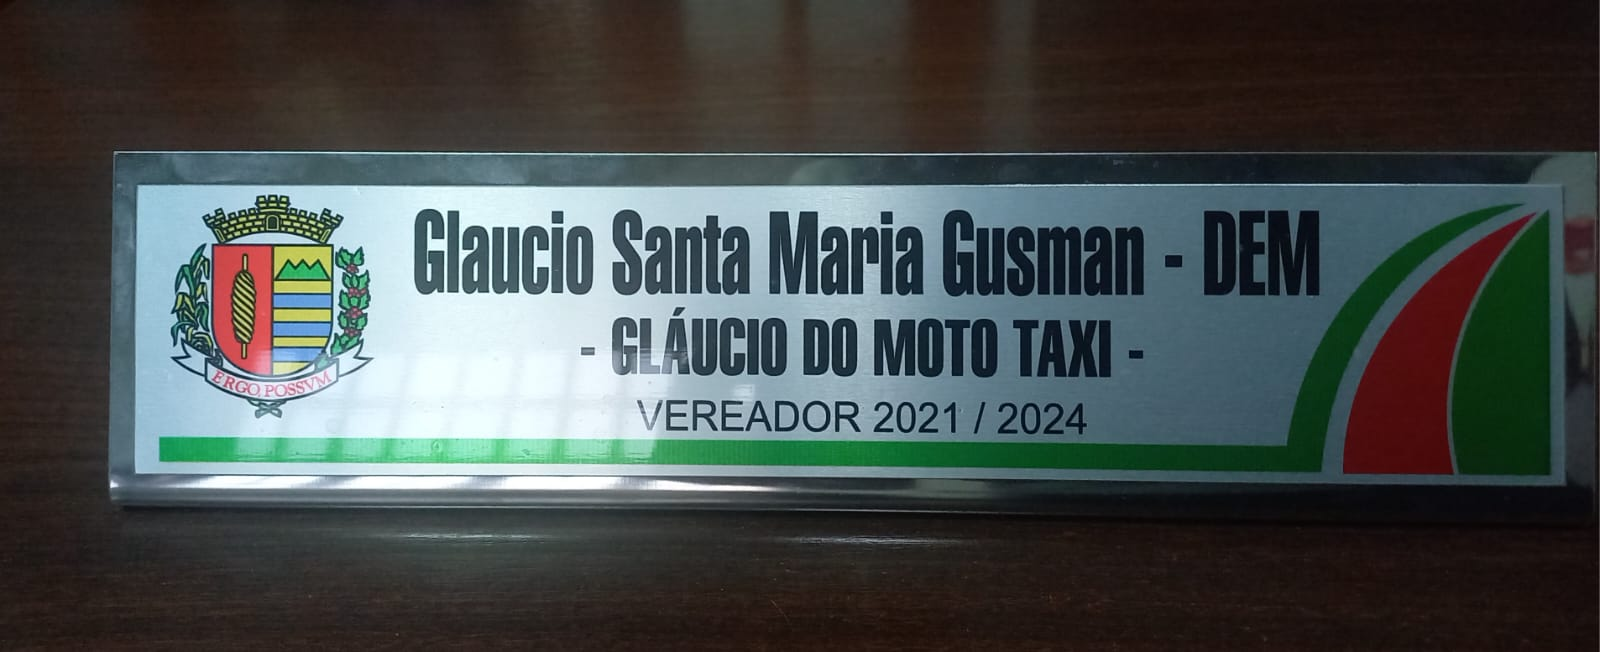 Glaucio Santa Maria Gusman - DEM
- GLÁUCIO DO MOTO TAXI -
VEREADOR 2021 / 2024
ERGO POSSVM